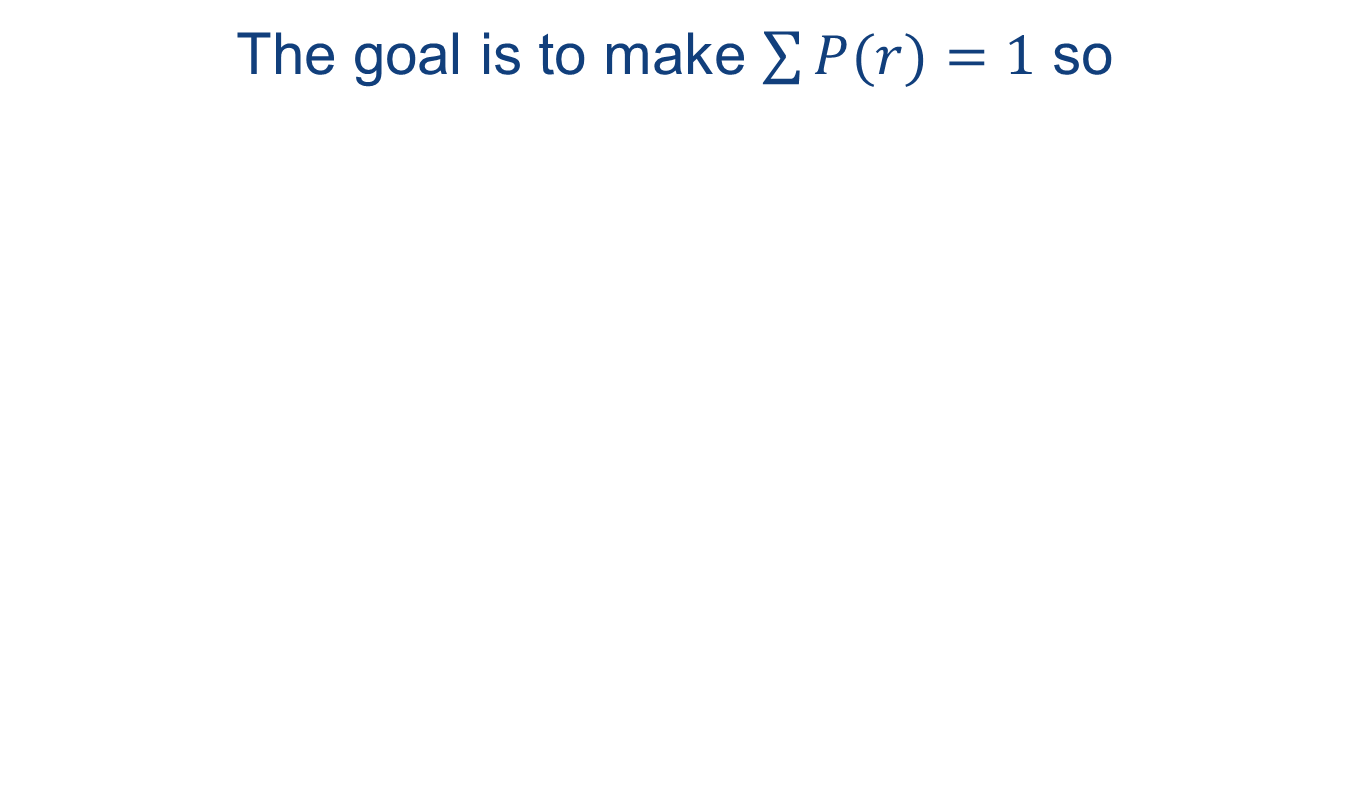 The goal is to make ∑ P(r) = 1 so